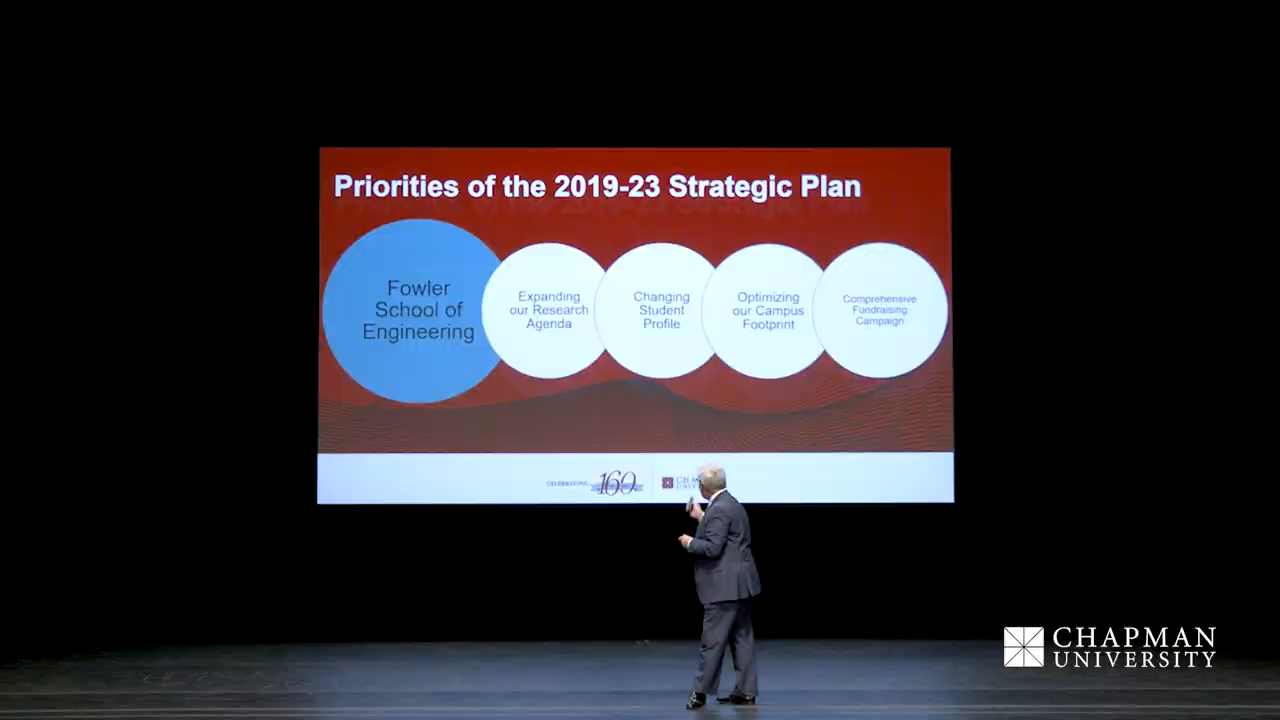 Priorities of the 2019-23 Strategic Plan
Fowler
School of
Engineering
Expanding
our Research
Agenda
Changing
Student
Profile
Optimizing
our Campus
Footprint
Comprehensive
Fundraising
Campaign
CELEBRATING
160
CHAPMAN
UNIVERSITY